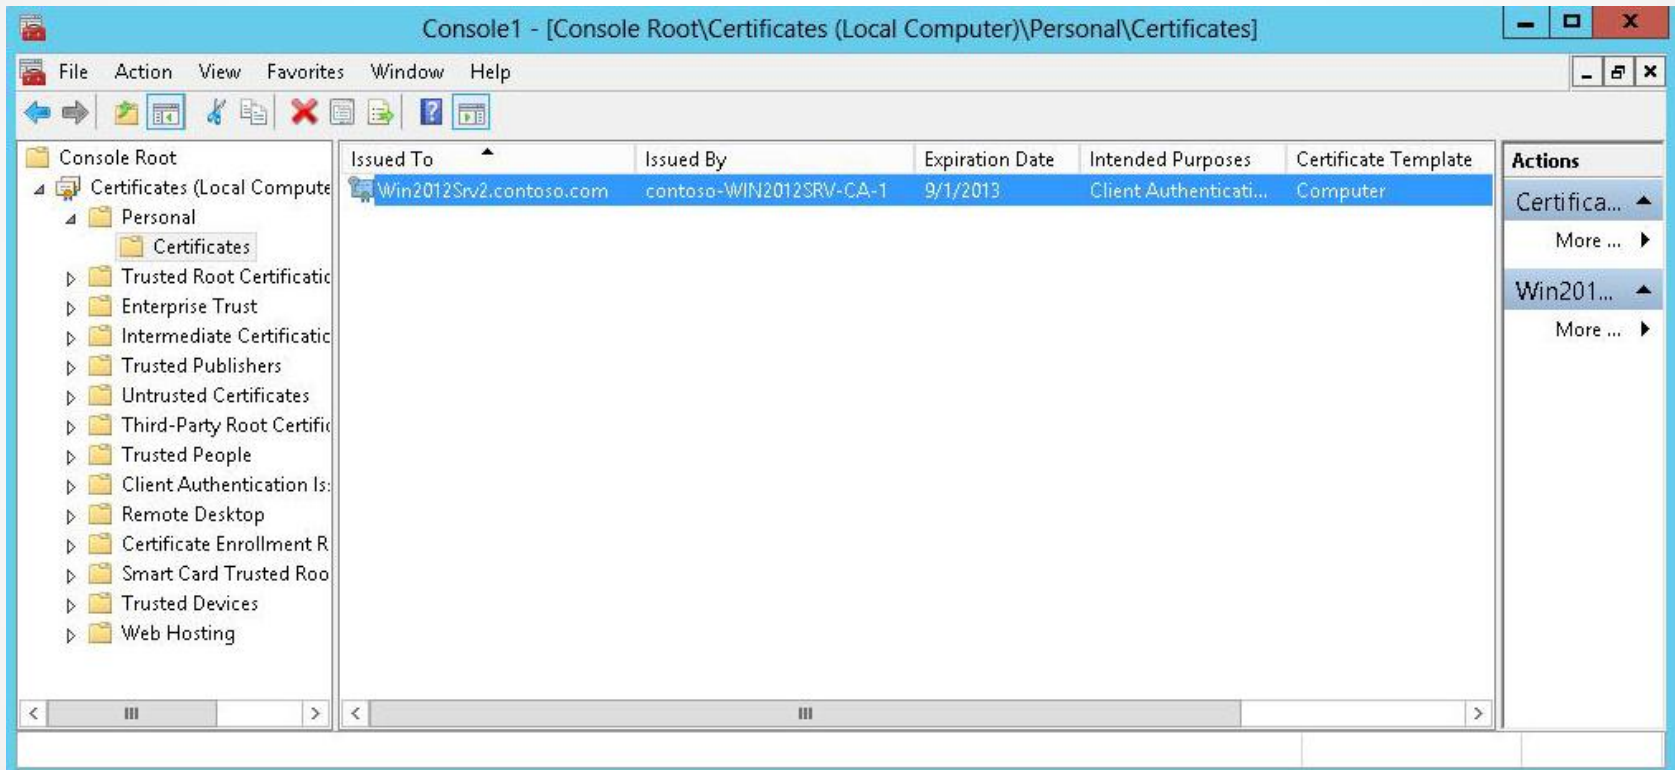 Console1 - [Console Root\Certificates (Local Computer)\Personal\Certificates]
File Action View Favorites Window Help
Console Root
Certificates (Local Compute
Personal
Certificates
Trusted Root Certificatic
Enterprise Trust
Intermediate Certificatic
Trusted Publishers
Untrusted Certificates
Third-Party Root Certific
Trusted People
Client Authentication Is:
Remote Desktop
Certificate Enrollment R
Smart Card Trusted Roo
Trusted Devices
Web Hosting
Issued To Issued By Expiration Date Intended Purposes Certificate Template
Win2012Srv2.contoso.com contoso-WIN2012SRV-CA-1 9/1/2013 Client Authenticati... Computer
Actions
Certifica...
More ...
Win201...
More ...